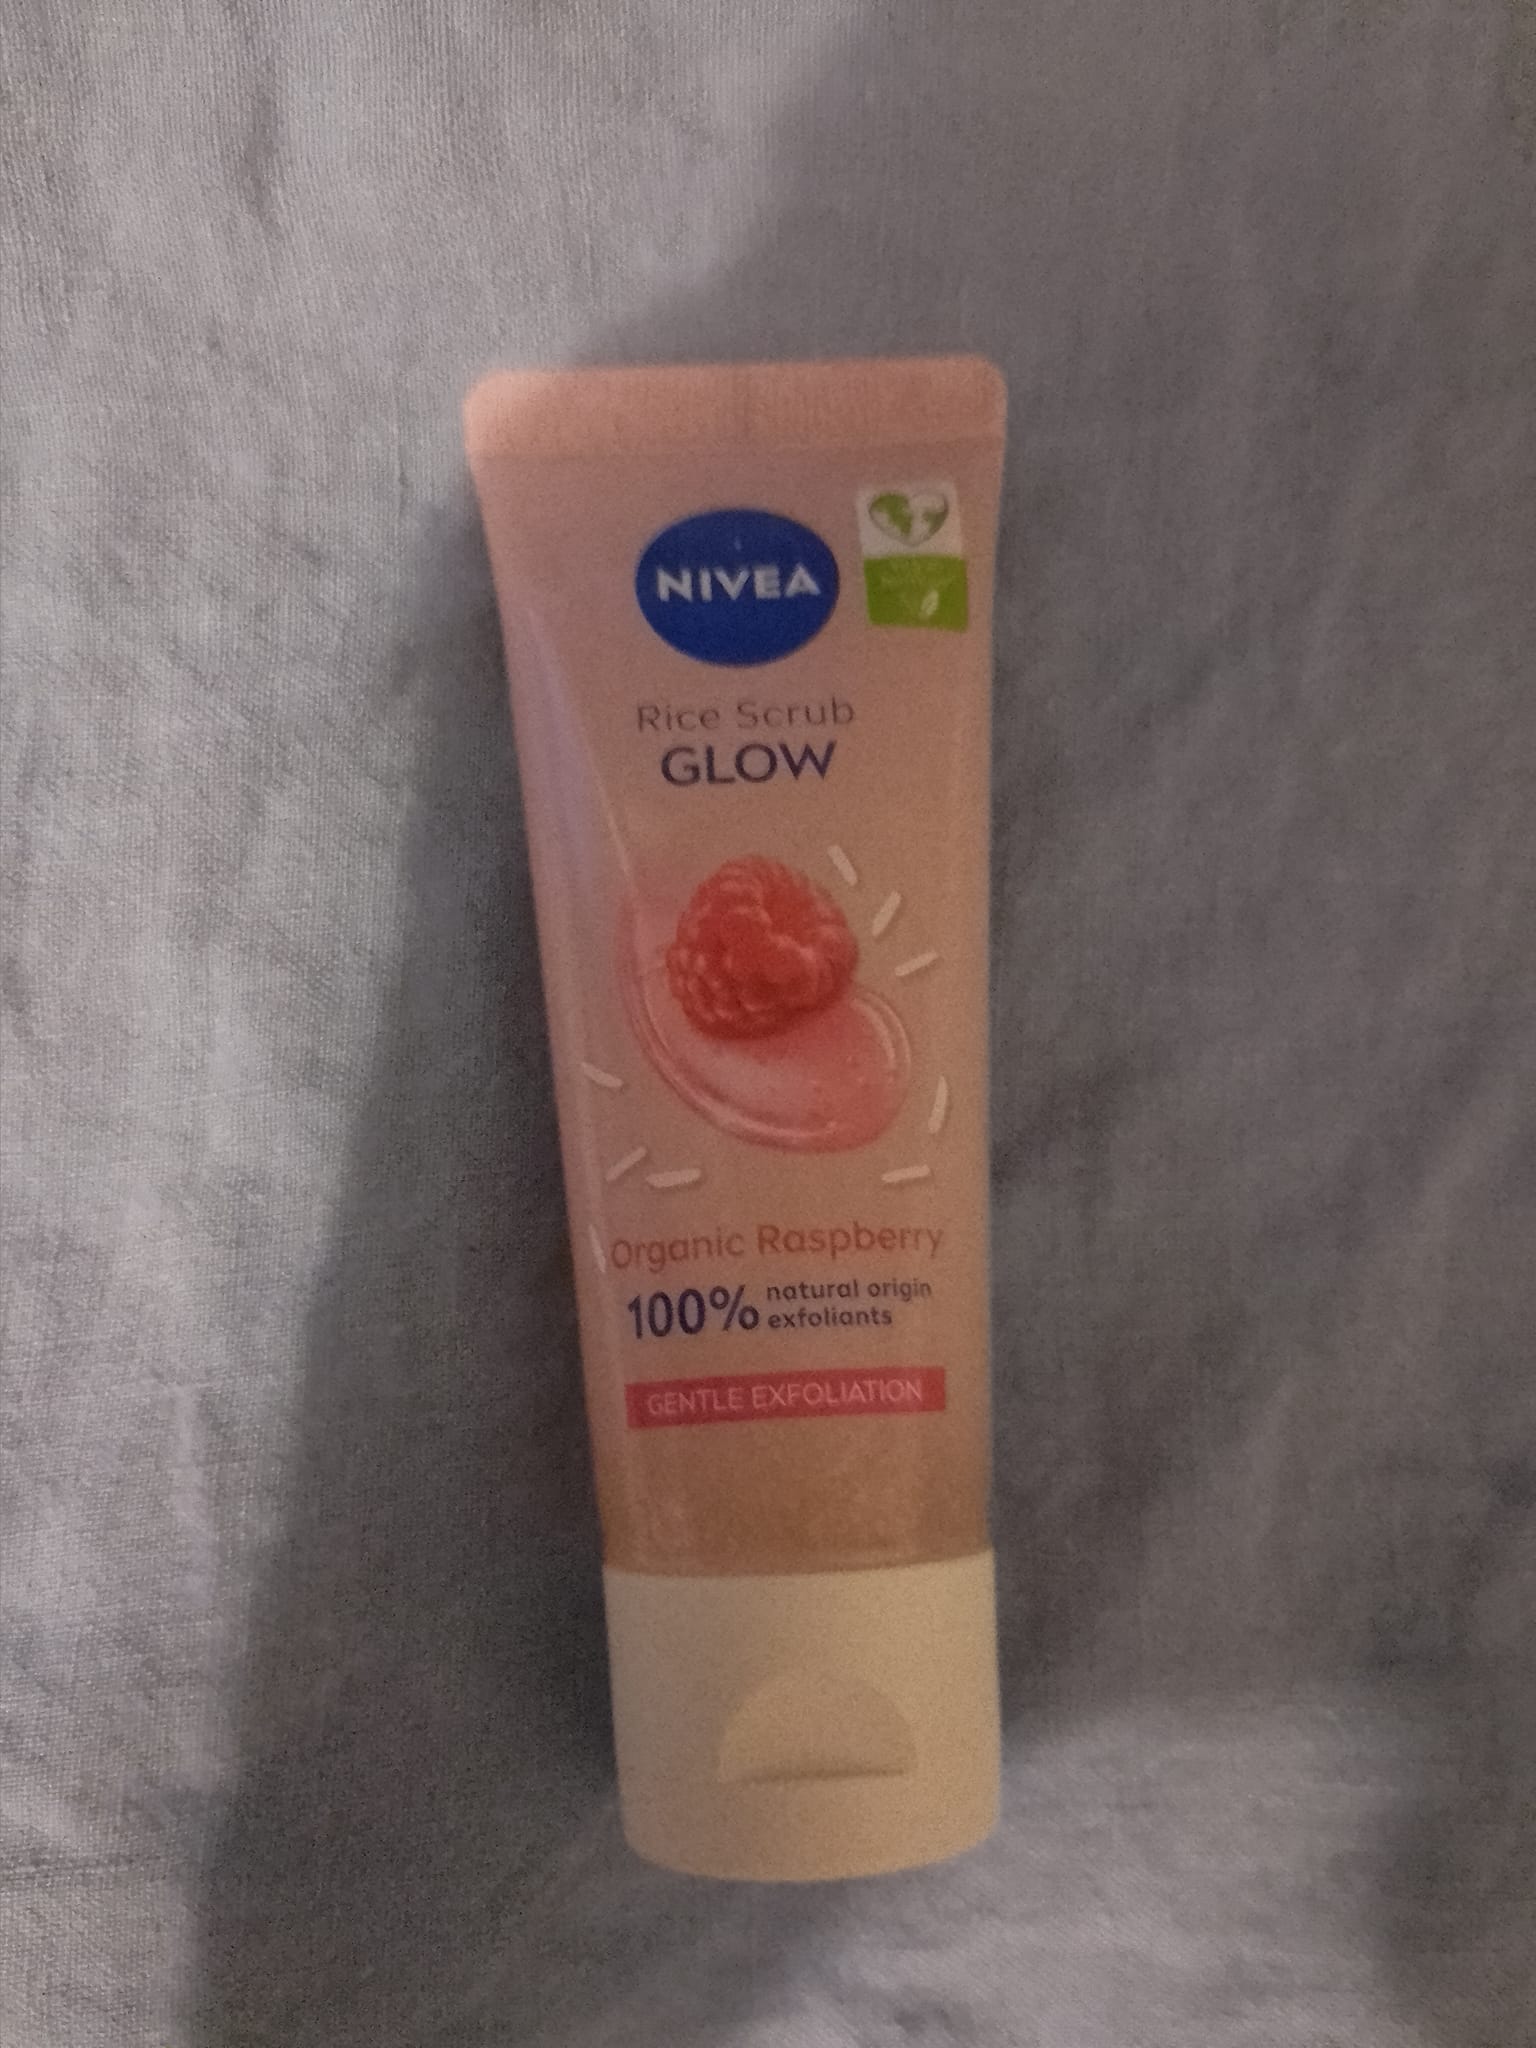 NIVEA
Rice Scrub
GLOW
Organic Raspberry
100% natural origin
exfoliants
GENTLE EXFOLIATION